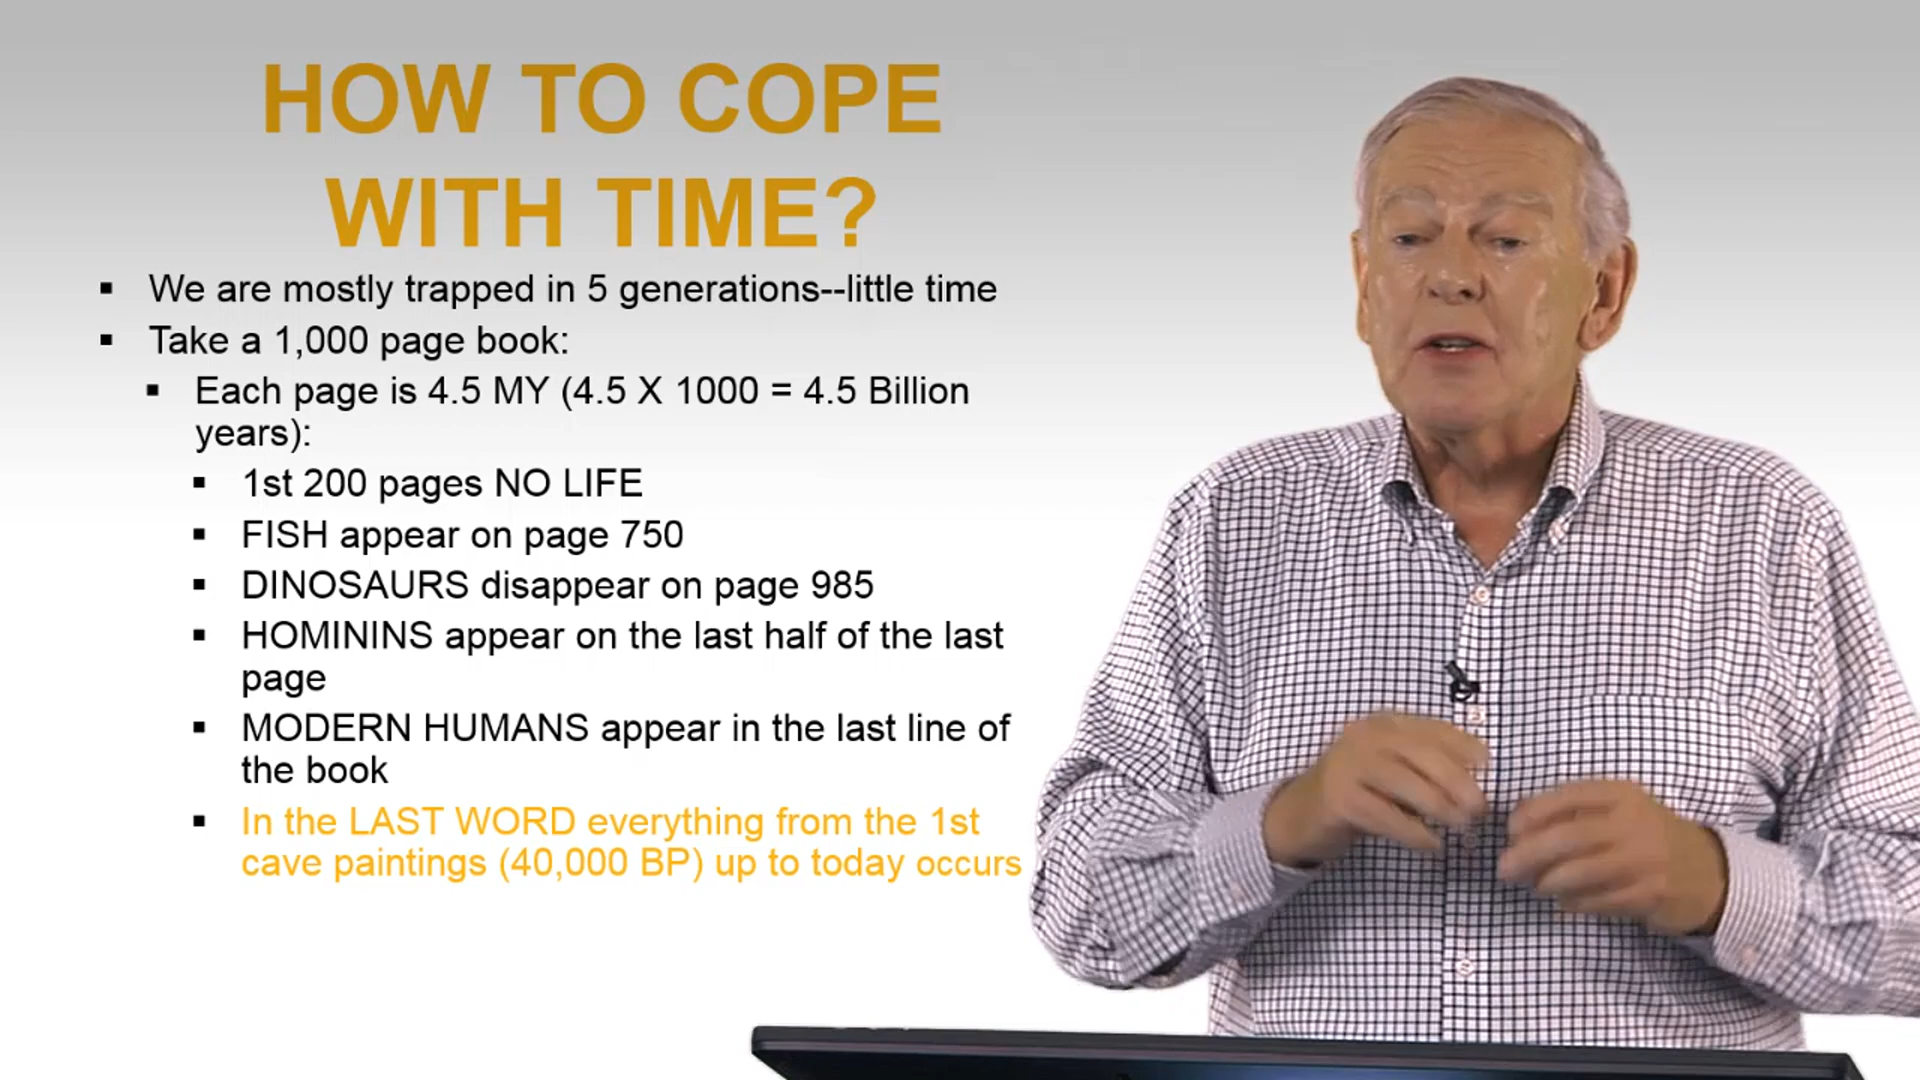 HOW TO COPE
WITH TIME?
▪ We are mostly trapped in 5 generations--little time
▪ Take a 1,000 page book:
▪ Each page is 4.5 MY (4.5 X 1000 = 4.5 Billion
years):
▪ 1st 200 pages NO LIFE
▪ FISH appear on page 750
▪ DINOSAURS disappear on page 985
▪ HOMININS appear on the last half of the last
page
▪ MODERN HUMANS appear in the last line of
the book
▪ In the LAST WORD everything from the 1st
cave paintings (40,000 BP) up to today occurs